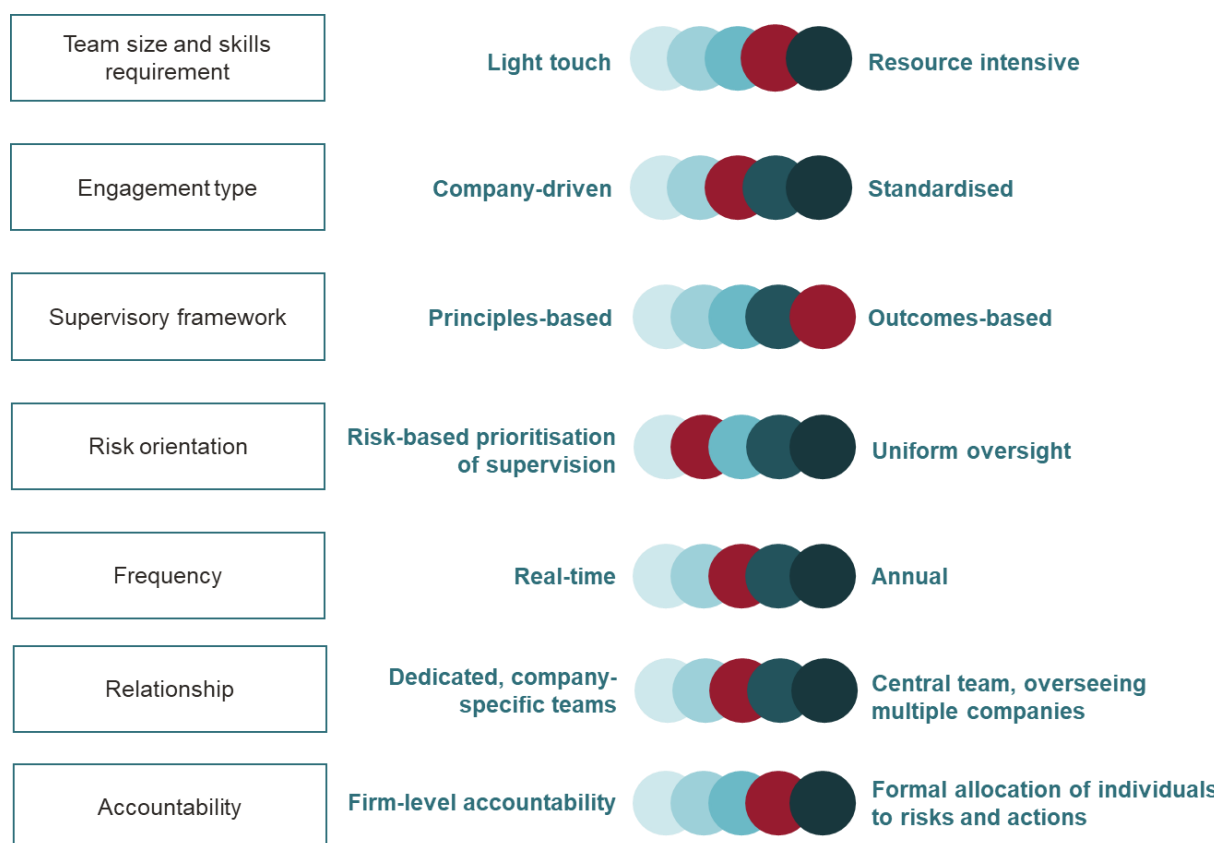 Team size and skills
requirement
Light touch
Resource intensive
Engagement type
Company-driven
Standardised
Supervisory framework
Principles-based
Outcomes-based
Risk orientation
Risk-based prioritisation
of supervision
Uniform oversight
Frequency
Real-time
Annual
Relationship
Dedicated, company-
specific teams
Central team, overseeing
multiple companies
Accountability
Firm-level accountability
Formal allocation of individuals
to risks and actions